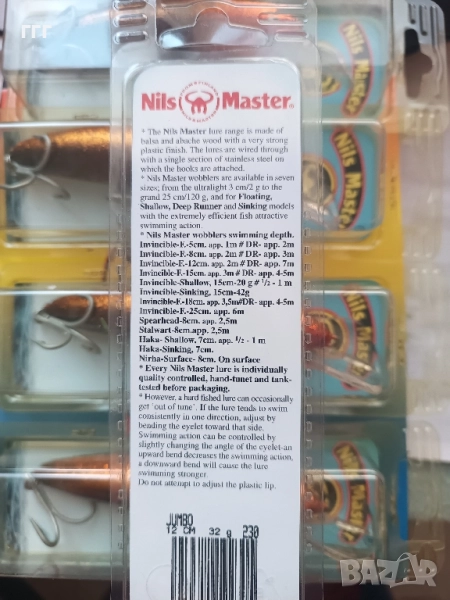 rrr
Nils Master
* The Nils Master lure range is made of
balsa and abache wood with a very strong
plastic finish. The lures are wired through
with a single section of stainless steel on
which the hooks are attached.
* Nils Master wobblers are available in seven
sizes; from the ultralight 3 cm/2 g to the
grand 25 cm/120 g, and for Floating,
Shallow, Deep Runner and Sinking models
with the extremely efficient fish attractive
swimming action
* Nils Master wobblers swimming depth.
Invincible-F.-5cm. app. 1m # DR- app. 2m
Invincible-F.-8cm. app. 2m # DR- app. 3m
Invincible-F.-12cm. app. 2m # DR- app. 7m
Invincible-F.-15cm. app. 3m # DR- app. 4-5m
Invincible-Shallow, 15cm-20 g # 1/2 - 1 m
Invincible-Sinking, 15cm-42g
Invincible-F.-18cm. app. 3,5m/DR- app. 4-5m
Invincible-F.-25cm. app. 6m
Spearhead-8cm. app. 2,5m
Stalwart-8cm.app. 2,5m
Haka- Shallow, 7cm. app. 1/2 - 1 m
Haka-Sinking, 7cm.
Nirha-Surface- 8cm. On surface
* Every Nils Master lure is individually
quality controlled, hand-tunet and tank-
tested before packaging.
* However, a hard fished lure can occasionally
get 'out of tune'. If the lure tends to swim
consistently in one direction, adjust by
bending the eyelet toward that side.
Swimming action can be controlled by
slightly changing the angle of the eyelet-an
upward bend decreases the swimming action,
a downward bend will cause the lure
swimming stronger.
Do not attempt to adjust the plastic lip.
JUMBO
12 CM 32 g 230
Nils Master
Nils Master
Nils Master
Nils Master
BAZAR